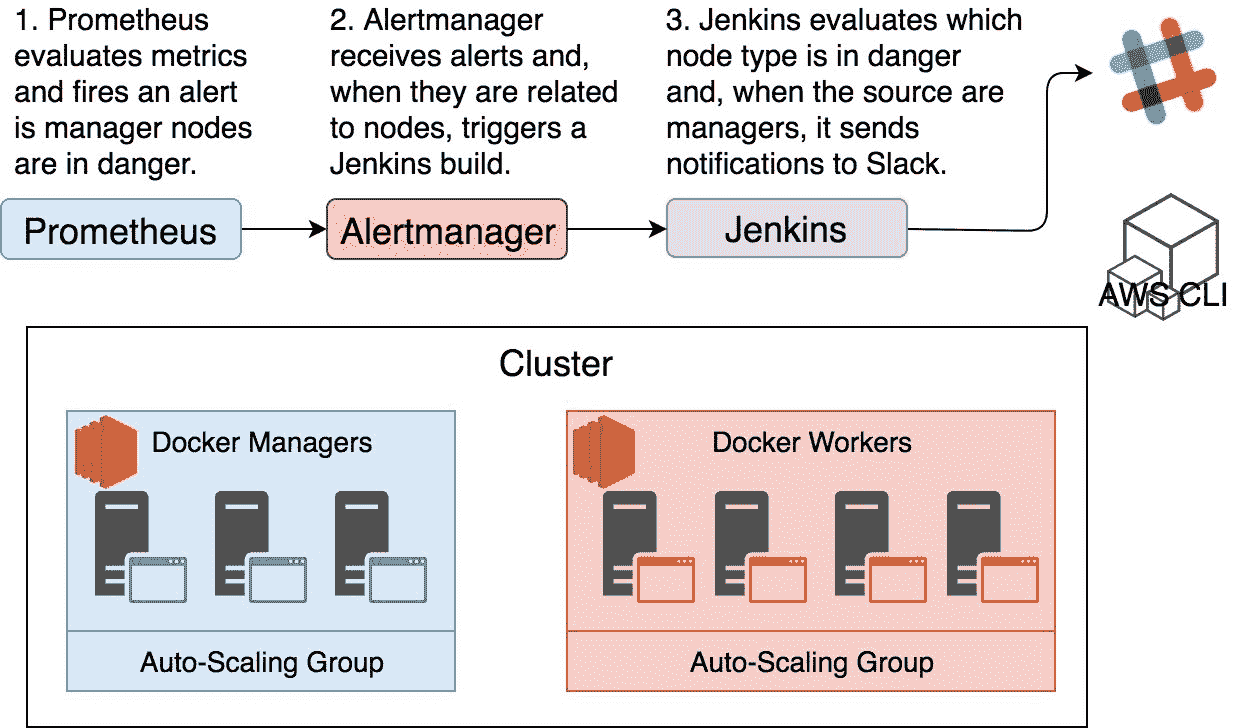 1. Prometheus
evaluates metrics
and fires an alert
is manager nodes
are in danger.
2. Alertmanager
receives alerts and,
when they are related
to nodes, triggers a
Jenkins build.
3. Jenkins evaluates which
node type is in danger
and, when the source are
managers, it sends
notifications to Slack.
Prometheus
Alertmanager
Jenkins
AWS CLI
Cluster
Docker Managers
Docker Workers
Auto-Scaling Group
Auto-Scaling Group